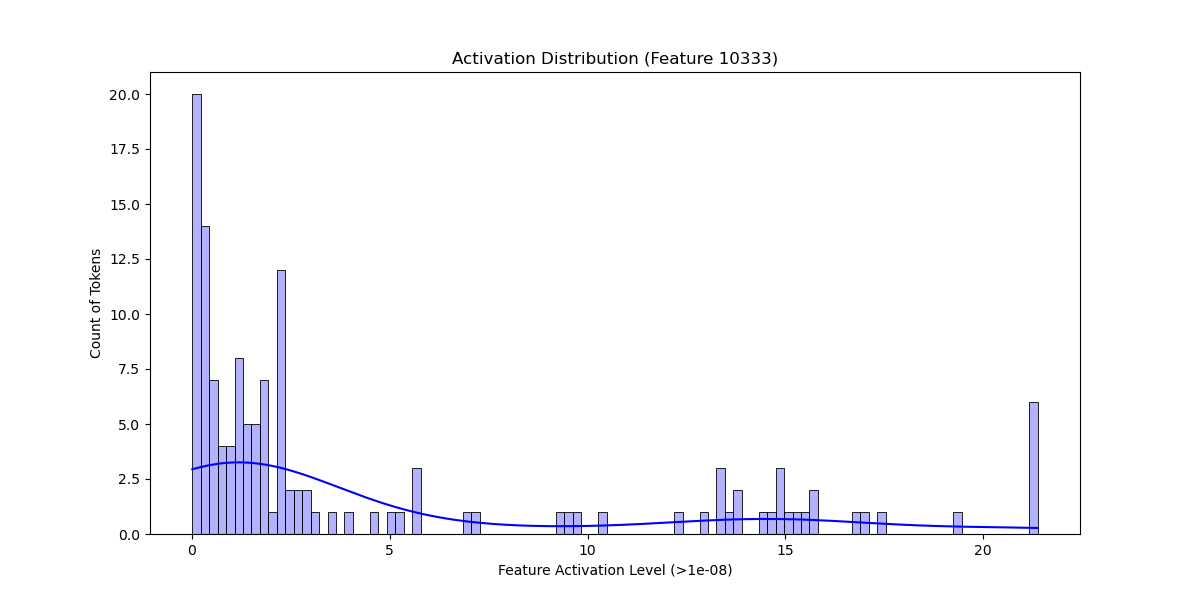 Activation Distribution (Feature 10333)
Count of Tokens
20.0
17.5
15.0
12.5
10.0
7.5
5.0
2.5
0.0
0 5 10 15 20
Feature Activation Level (>1e-08)